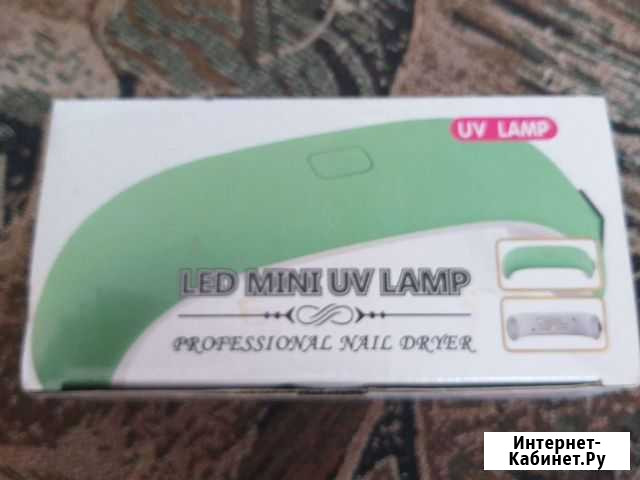 UV LAMP
LED MINI UV LAMP
PROFESSIONAL NAIL DRYER
Интернет-
Кабинет.Ру